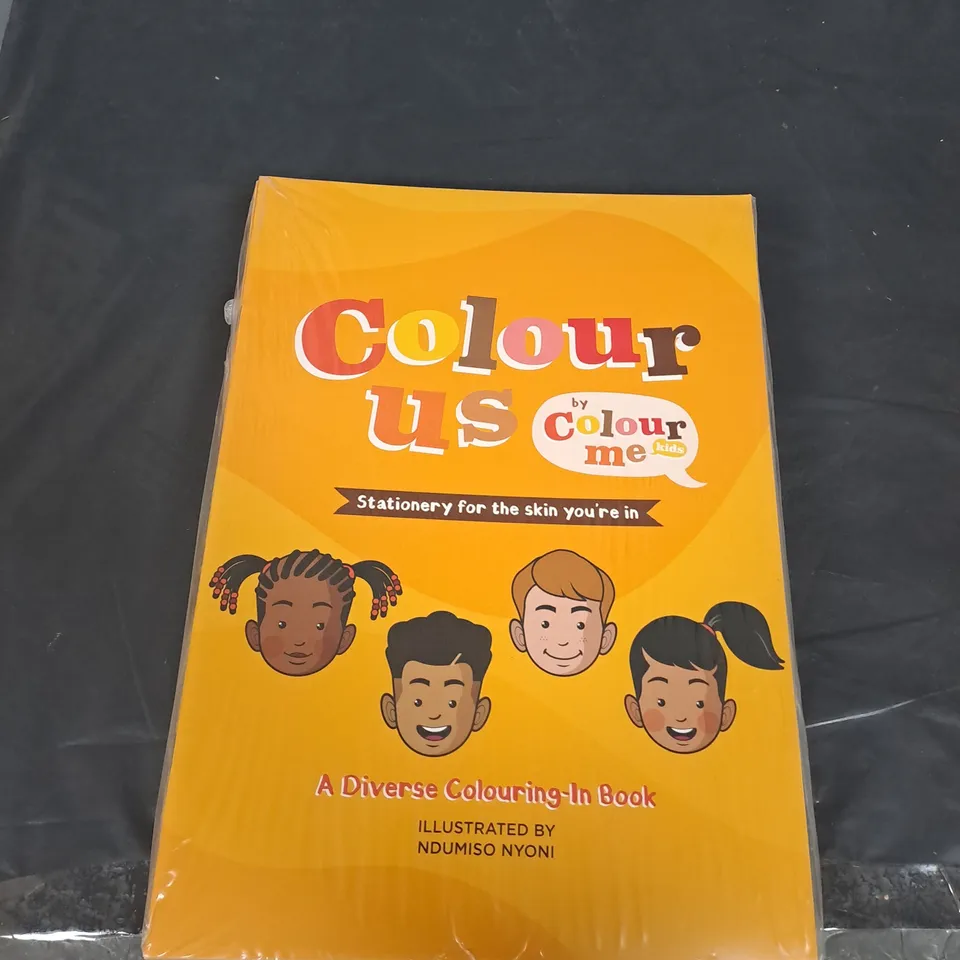 Colour
us
by
Colour
me kids
Stationery for the skin you're in
A Diverse Colouring-In Book
ILLUSTRATED BY
NDUMISO NYONI